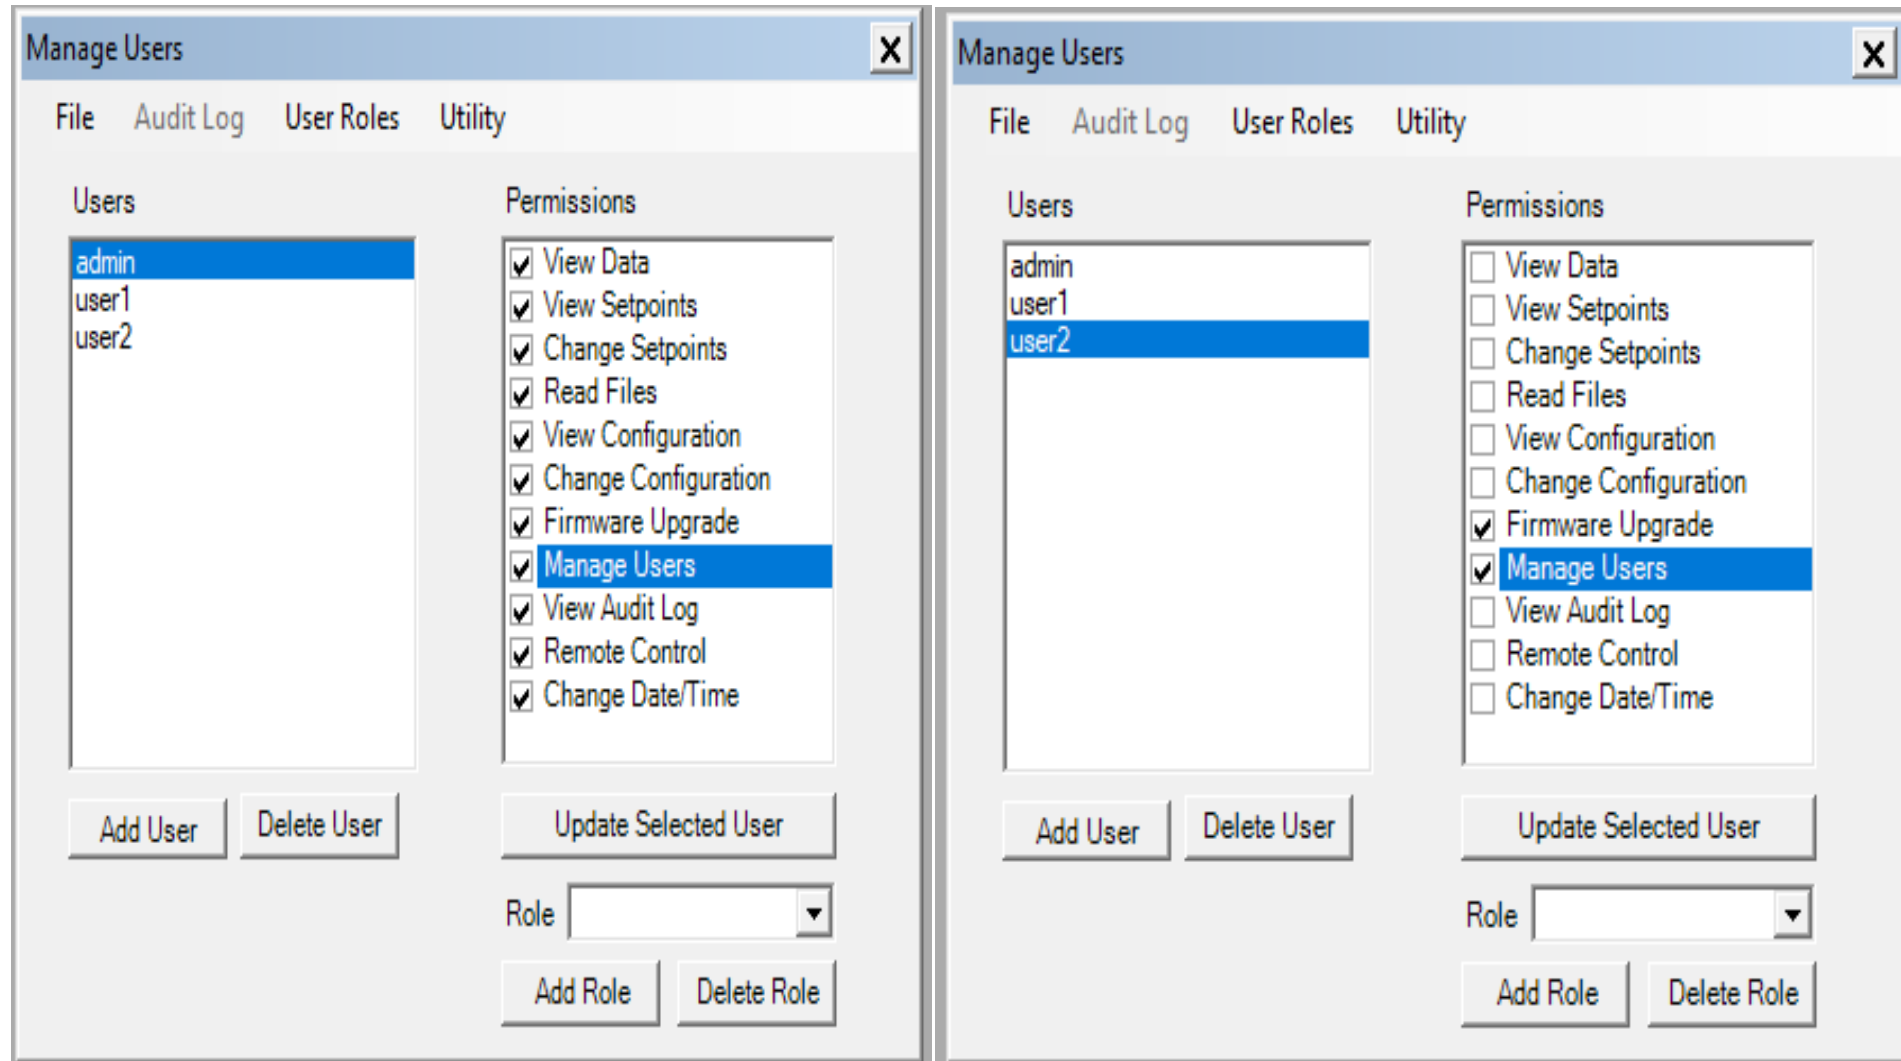 Manage Users
File Audit Log User Roles Utility
Users
admin
user1
user2
Add User Delete User
Permissions
View Data
View Setpoints
Change Setpoints
Read Files
View Configuration
Change Configuration
Firmware Upgrade
Manage Users
View Audit Log
Remote Control
Change Date/Time
Update Selected User
Role
Add Role Delete Role
Manage Users
File Audit Log User Roles Utility
Users
admin
user1
user2
Add User Delete User
Permissions
View Data
View Setpoints
Change Setpoints
Read Files
View Configuration
Change Configuration
Firmware Upgrade
Manage Users
View Audit Log
Remote Control
Change Date/Time
Update Selected User
Role
Add Role Delete Role